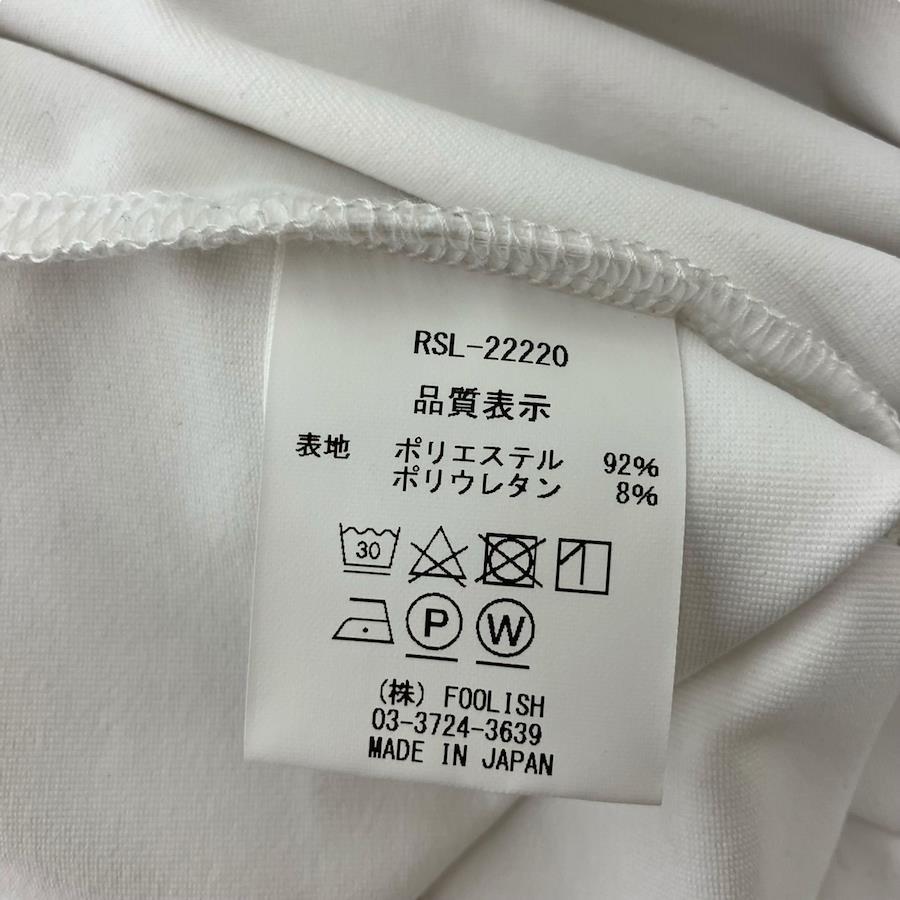 RSL-22220
品質表示
表地 ポリエステル 92%
ポリウレタン 8%
30
P W
(株) FOOLISH
03-3724-3639
MADE IN JAPAN